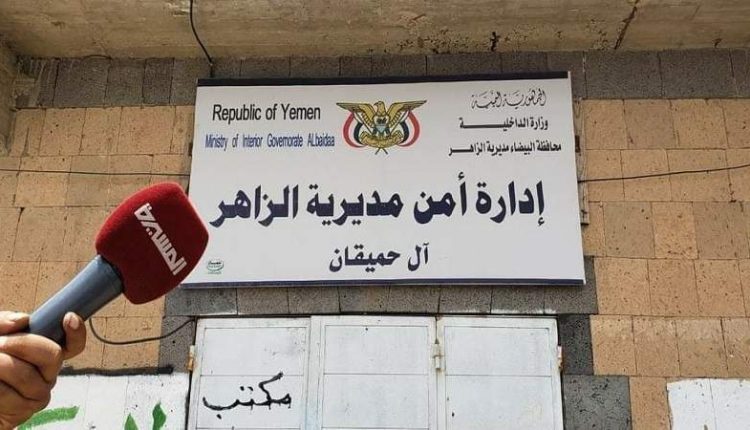 Republic of Yemen
Ministry of Interior Governorate ALbaidaa
الجمهورية اليمنية
وزارة الداخلية
محافظة البيضاء مديرية الزاهر
إدارة أمن مديرية الزاهر
آل حميقان
المسيرة
مكتب